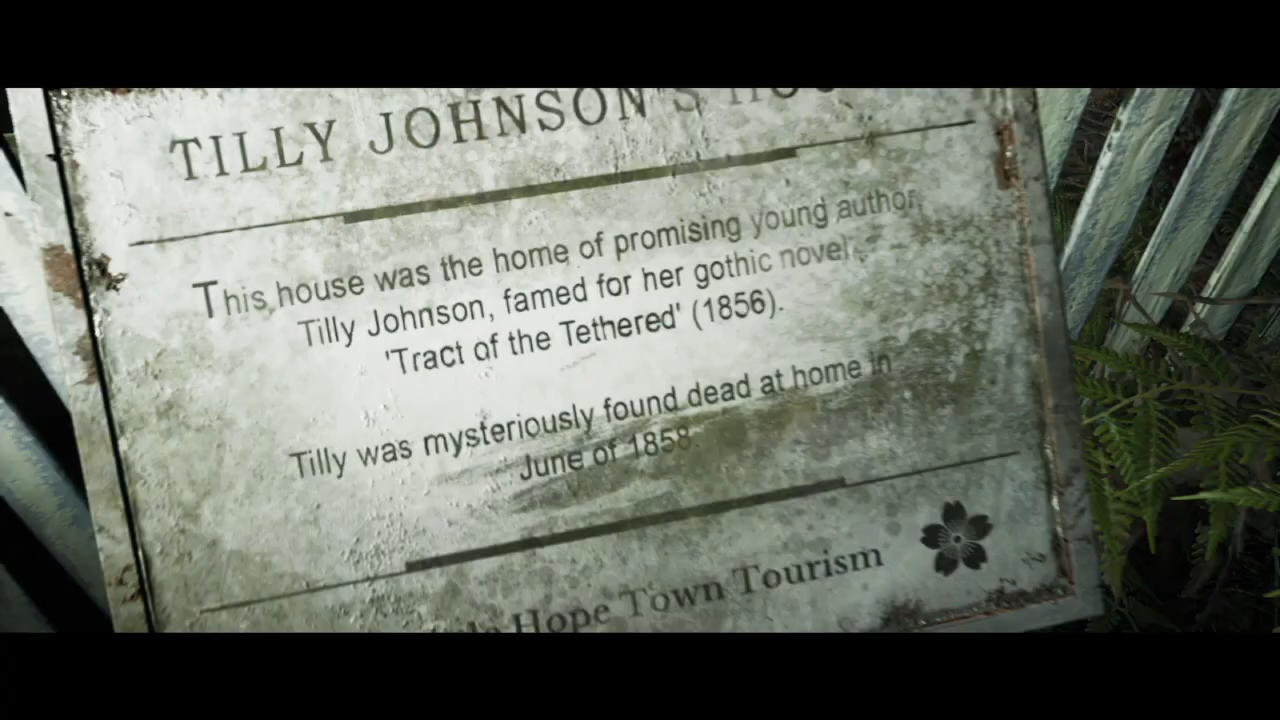 TILLY JOHNSON'S
This house was the home of promising young author
Tilly Johnson, famed for her gothic novel,
'Tract of the Tethered' (1856).
Tilly was mysteriously found dead at home in
June of 1858.
Hope Town Tourism